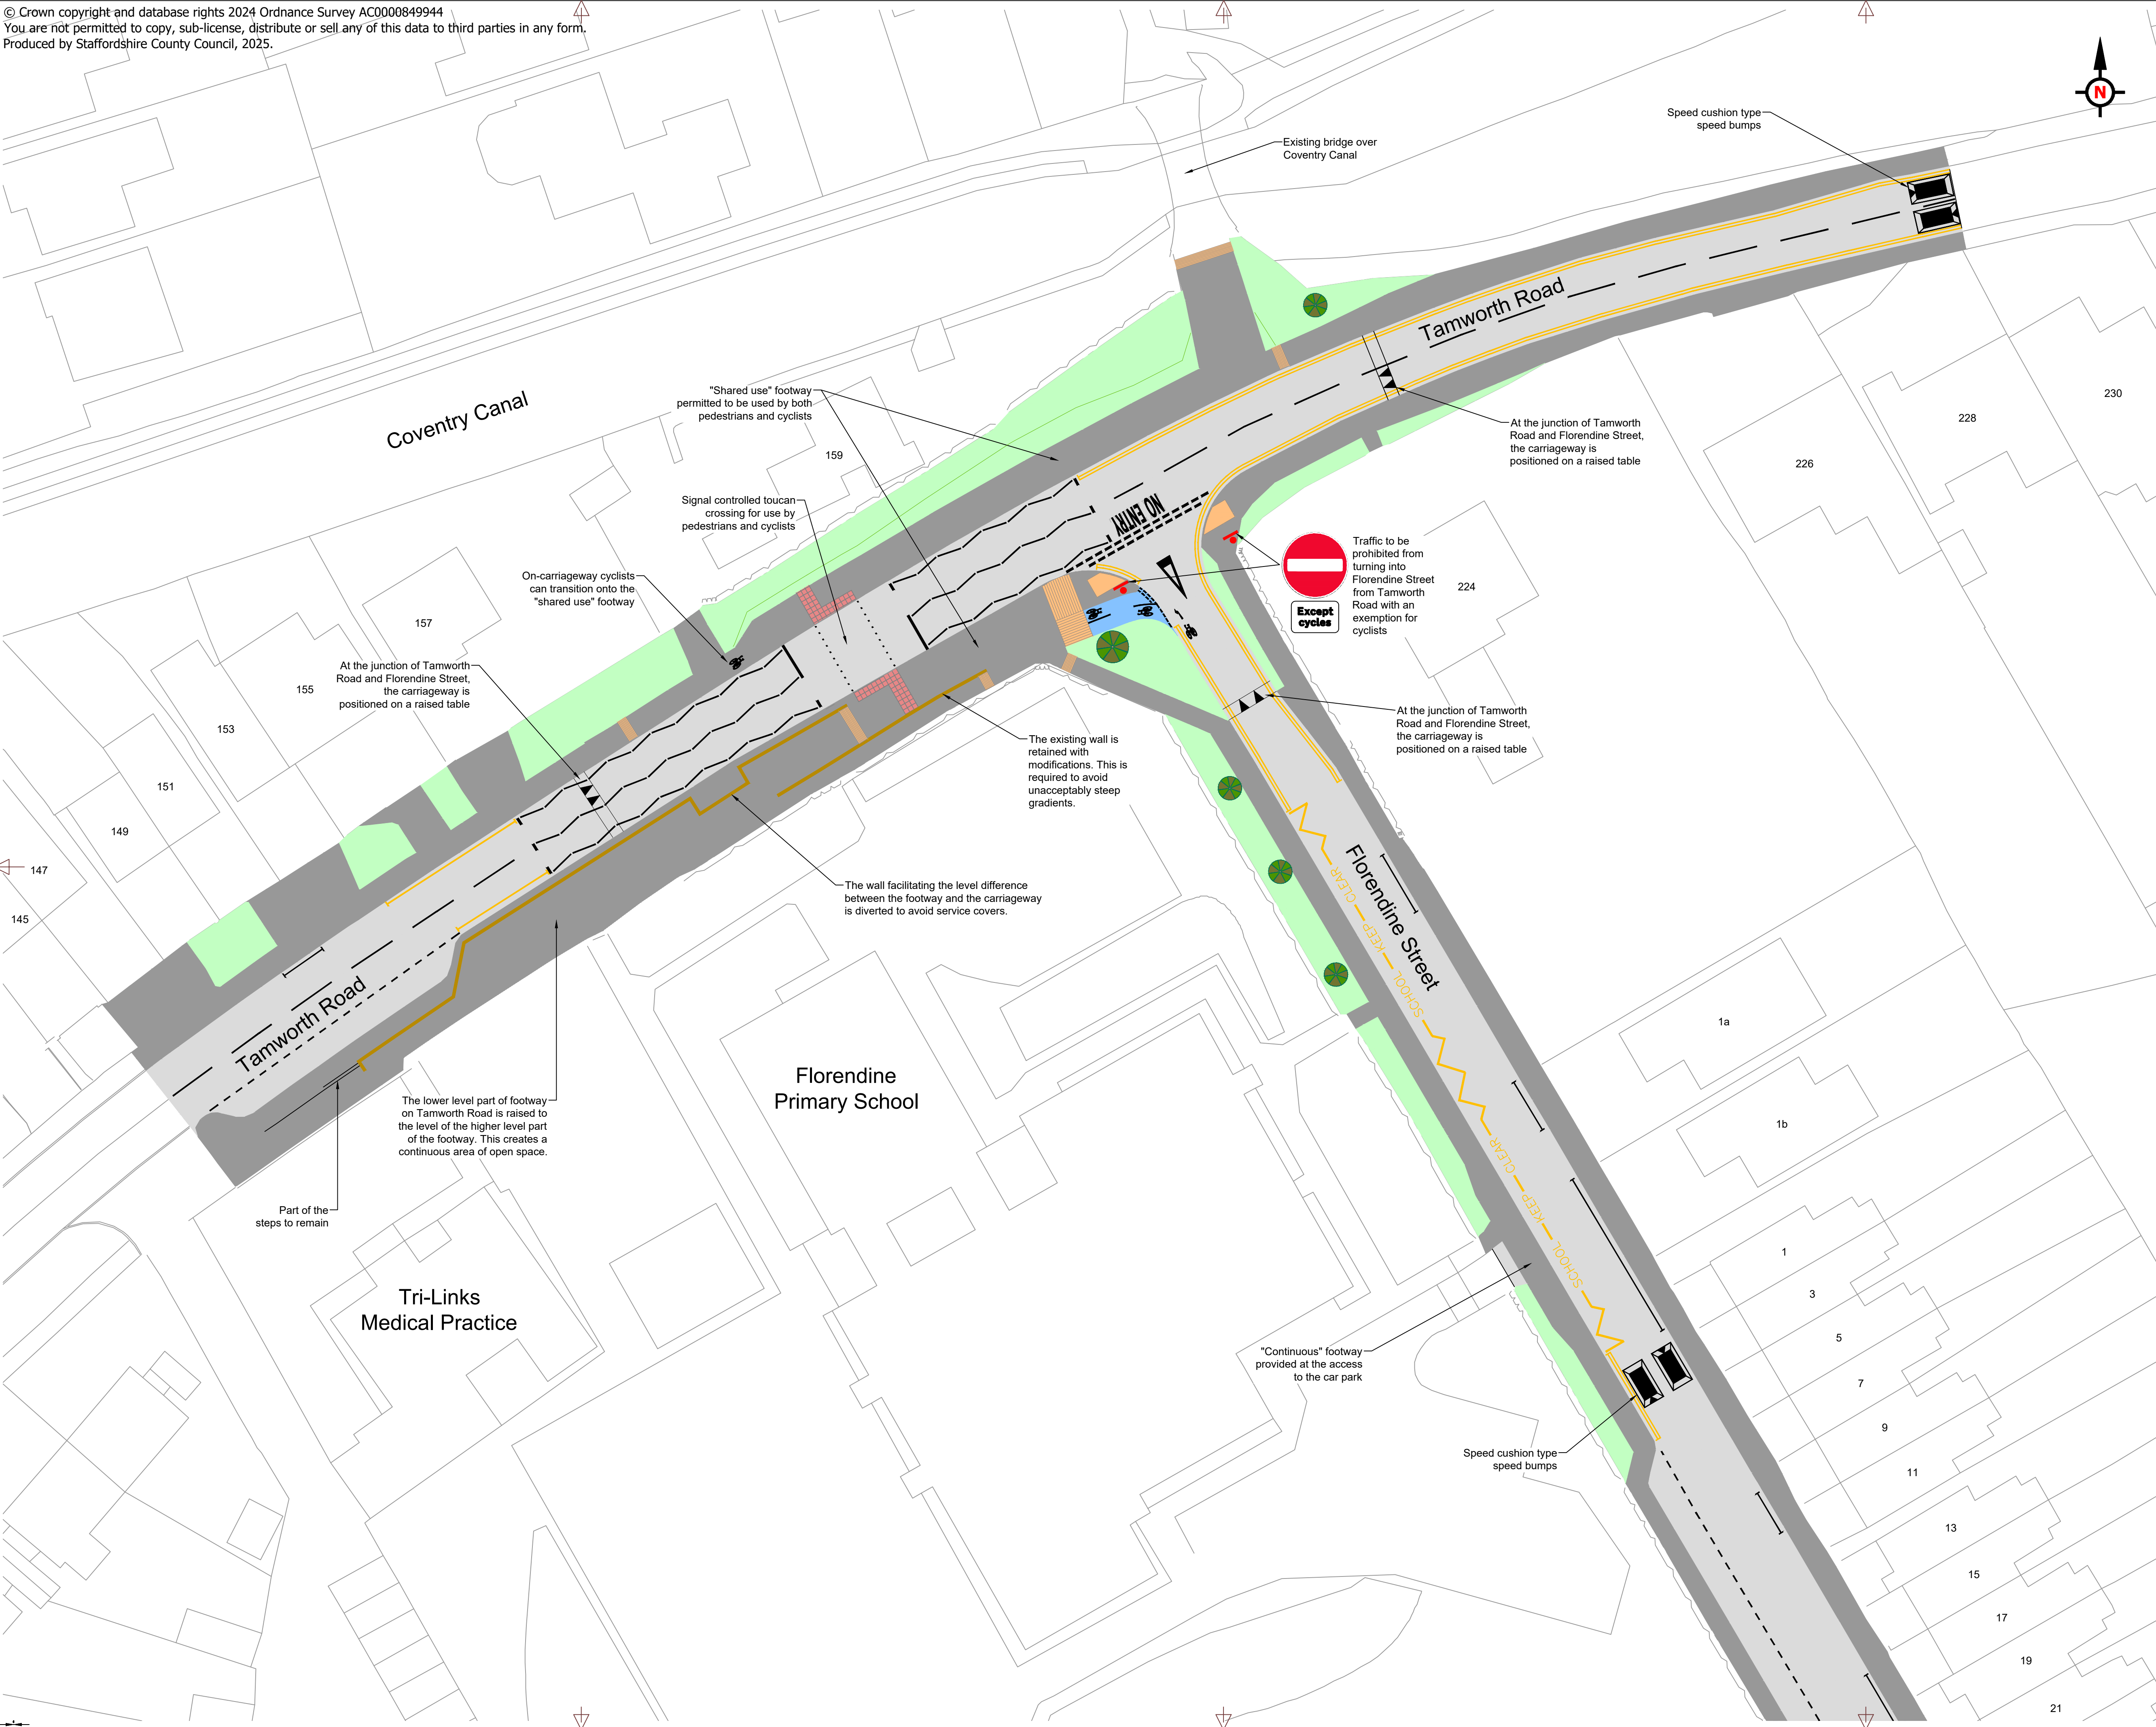 © Crown copyright and database rights 2024 Ordnance Survey AC0000849944
You are not permitted to copy, sub-license, distribute or sell any of this data to third parties in any form.
Produced by Staffordshire County Council, 2025.
N
Speed cushion type
speed bumps
Existing bridge over
Coventry Canal
Tamworth Road
Coventry Canal
"Shared use" footway
permitted to be used by both
pedestrians and cyclists
At the junction of Tamworth
Road and Florendine Street,
the carriageway is
positioned on a raised table
230
228
226
159
Signal controlled toucan
crossing for use by
pedestrians and cyclists
NO ENTRY
Traffic to be
prohibited from
turning into
Florendine Street
from Tamworth
Road with an
exemption for
cyclists
Except
cycles
224
On-carriageway cyclists
can transition onto the
"shared use" footway
157
At the junction of Tamworth
Road and Florendine Street,
the carriageway is
positioned on a raised table
155
153
151
149
147
145
At the junction of Tamworth
Road and Florendine Street,
the carriageway is
positioned on a raised table
The existing wall is
retained with
modifications. This is
required to avoid
unacceptably steep
gradients.
The wall facilitating the level difference
between the footway and the carriageway
is diverted to avoid service covers.
Florendine Street
SCHOOL KEEP CLEAR
Tamworth Road
Florendine
Primary School
1a
1b
The lower level part of footway
on Tamworth Road is raised to
the level of the higher level part
of the footway. This creates a
continuous area of open space.
SCHOOL KEEP CLEAR
Part of the
steps to remain
Tri-Links
Medical Practice
1
3
5
7
9
11
13
15
17
19
21
"Continuous" footway
provided at the access
to the car park
Speed cushion type
speed bumps